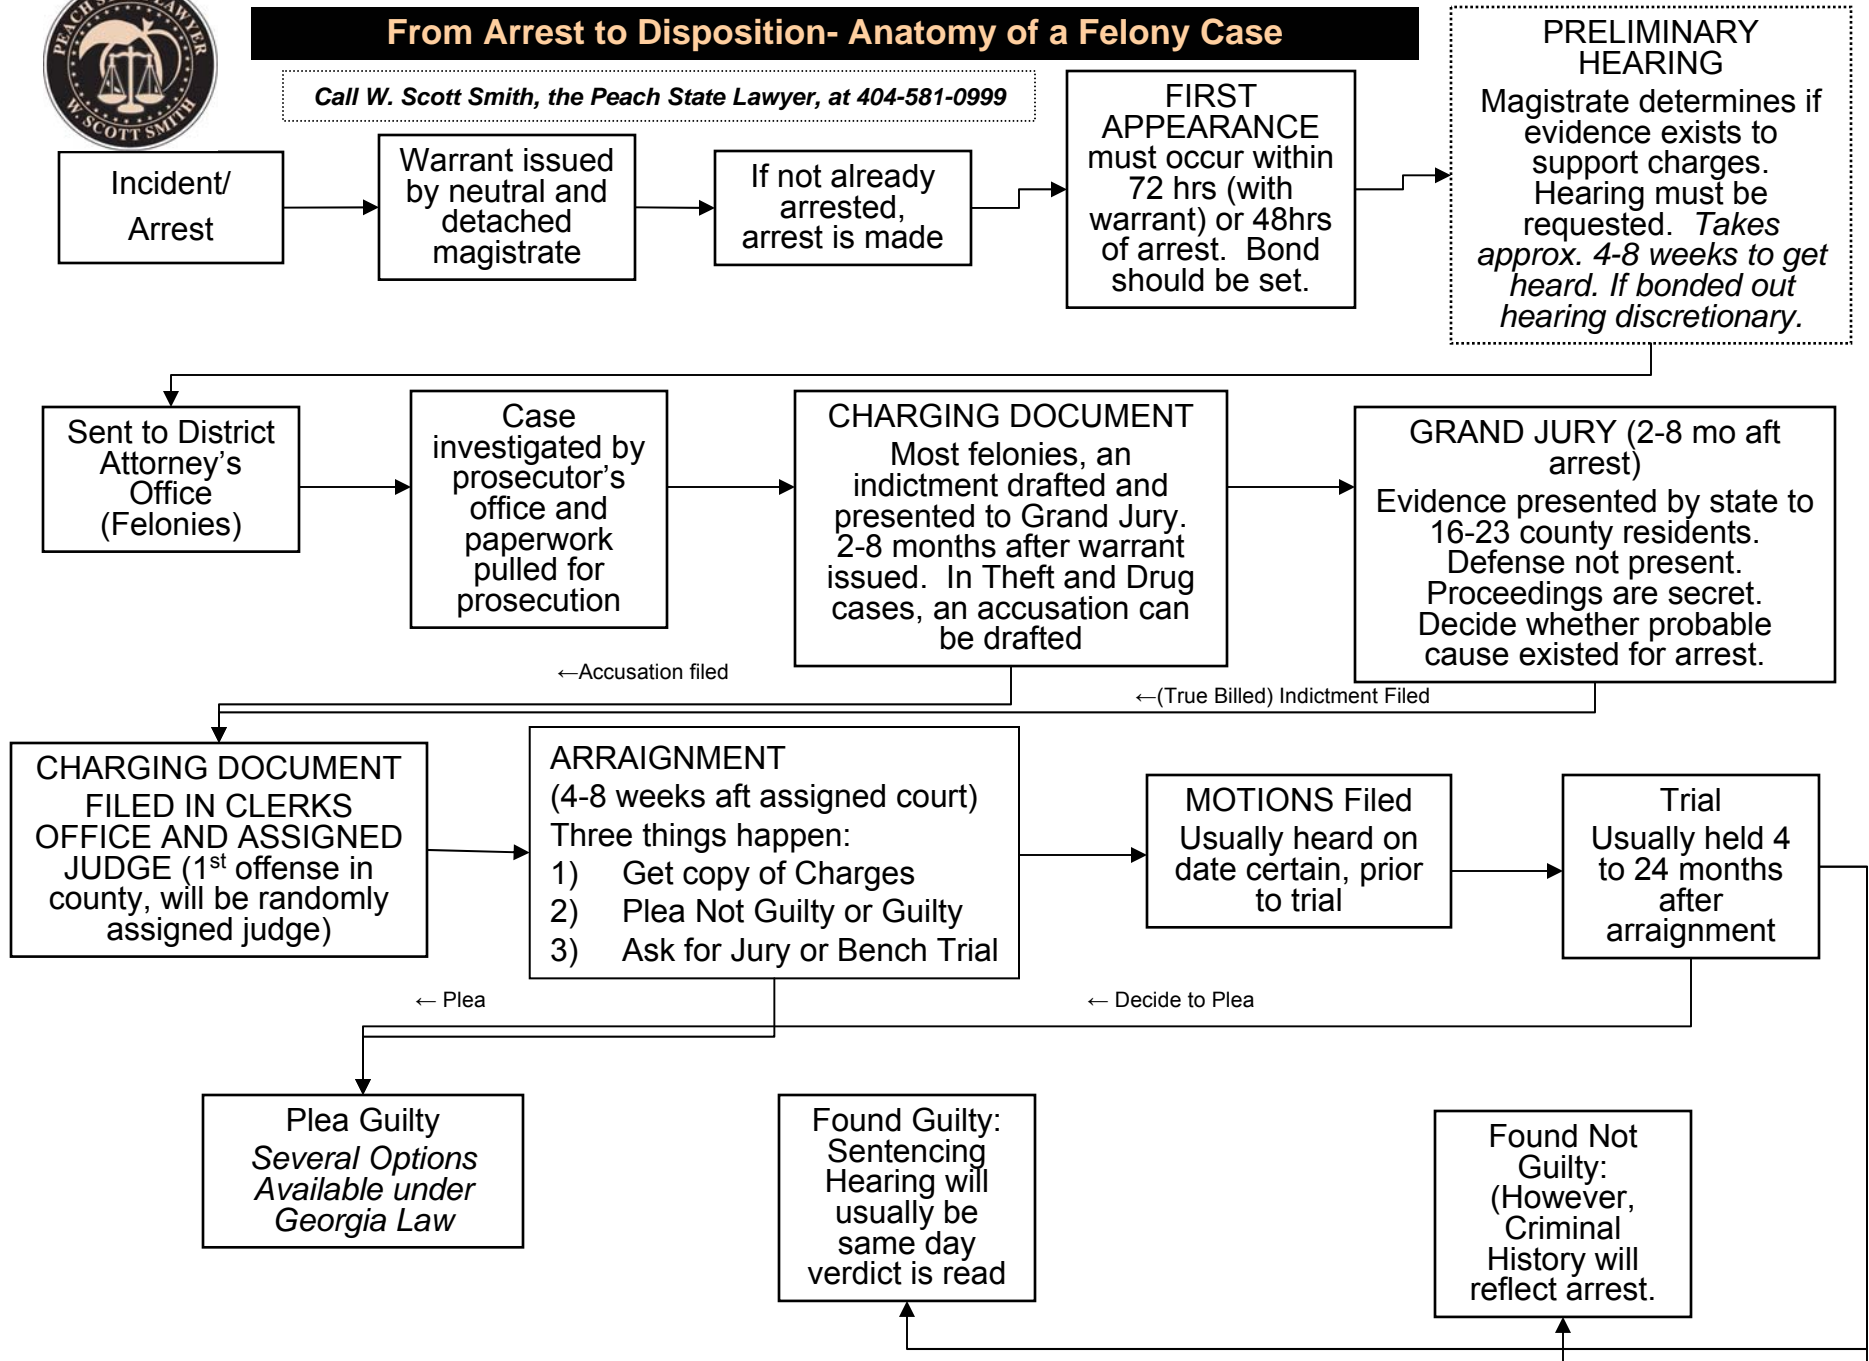 PEACH STATE LAWYER
W. SCOTT SMITH
From Arrest to Disposition- Anatomy of a Felony Case
Call W. Scott Smith, the Peach State Lawyer, at 404-581-0999
Incident/
Arrest
Warrant issued
by neutral and
detached
magistrate
If not already
arrested,
arrest is made
FIRST
APPEARANCE
must occur within
72 hrs (with
warrant) or 48hrs
of arrest.  Bond
should be set.
PRELIMINARY
HEARING
Magistrate determines if
evidence exists to
support charges.
Hearing must be
requested.  Takes
approx. 4-8 weeks to get
heard. If bonded out
hearing discretionary.
Sent to District
Attorney's
Office
(Felonies)
Case
investigated by
prosecutor's
office and
paperwork
pulled for
prosecution
CHARGING DOCUMENT
Most felonies, an
indictment drafted and
presented to Grand Jury.
2-8 months after warrant
issued.  In Theft and Drug
cases, an accusation can
be drafted
GRAND JURY (2-8 mo aft
arrest)
Evidence presented by state to
16-23 county residents.
Defense not present.
Proceedings are secret.
Decide whether probable
cause existed for arrest.
←Accusation filed
←(True Billed) Indictment Filed
CHARGING DOCUMENT
FILED IN CLERKS
OFFICE AND ASSIGNED
JUDGE (1st offense in
county, will be randomly
assigned judge)
ARRAIGNMENT
(4-8 weeks aft assigned court)
Three things happen:
1) Get copy of Charges
2) Plea Not Guilty or Guilty
3) Ask for Jury or Bench Trial
MOTIONS Filed
Usually heard on
date certain, prior
to trial
Trial
Usually held 4
to 24 months
after
arraignment
← Plea
← Decide to Plea
Plea Guilty
Several Options
Available under
Georgia Law
Found Guilty:
Sentencing
Hearing will
usually be
same day
verdict is read
Found Not
Guilty:
(However,
Criminal
History will
reflect arrest.